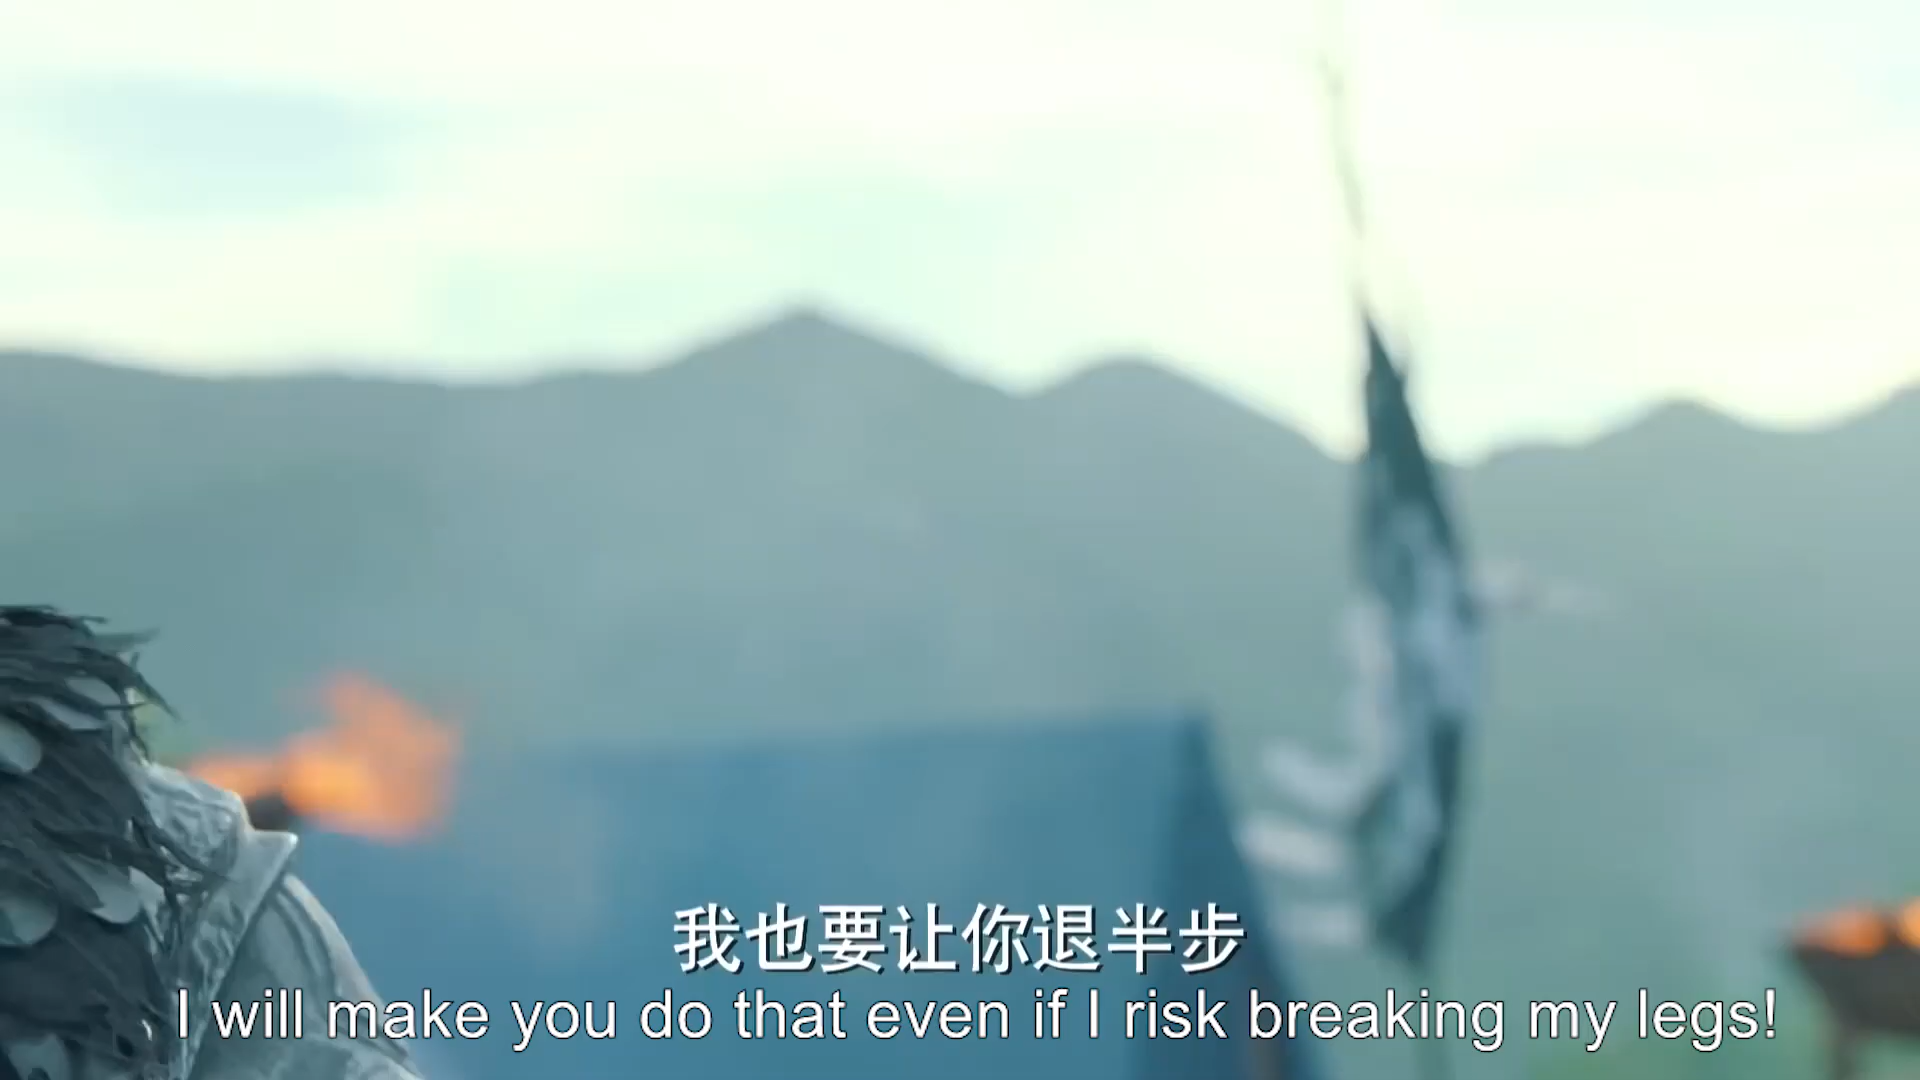 我也要让你退半步
I will make you do that even if I risk breaking my legs!